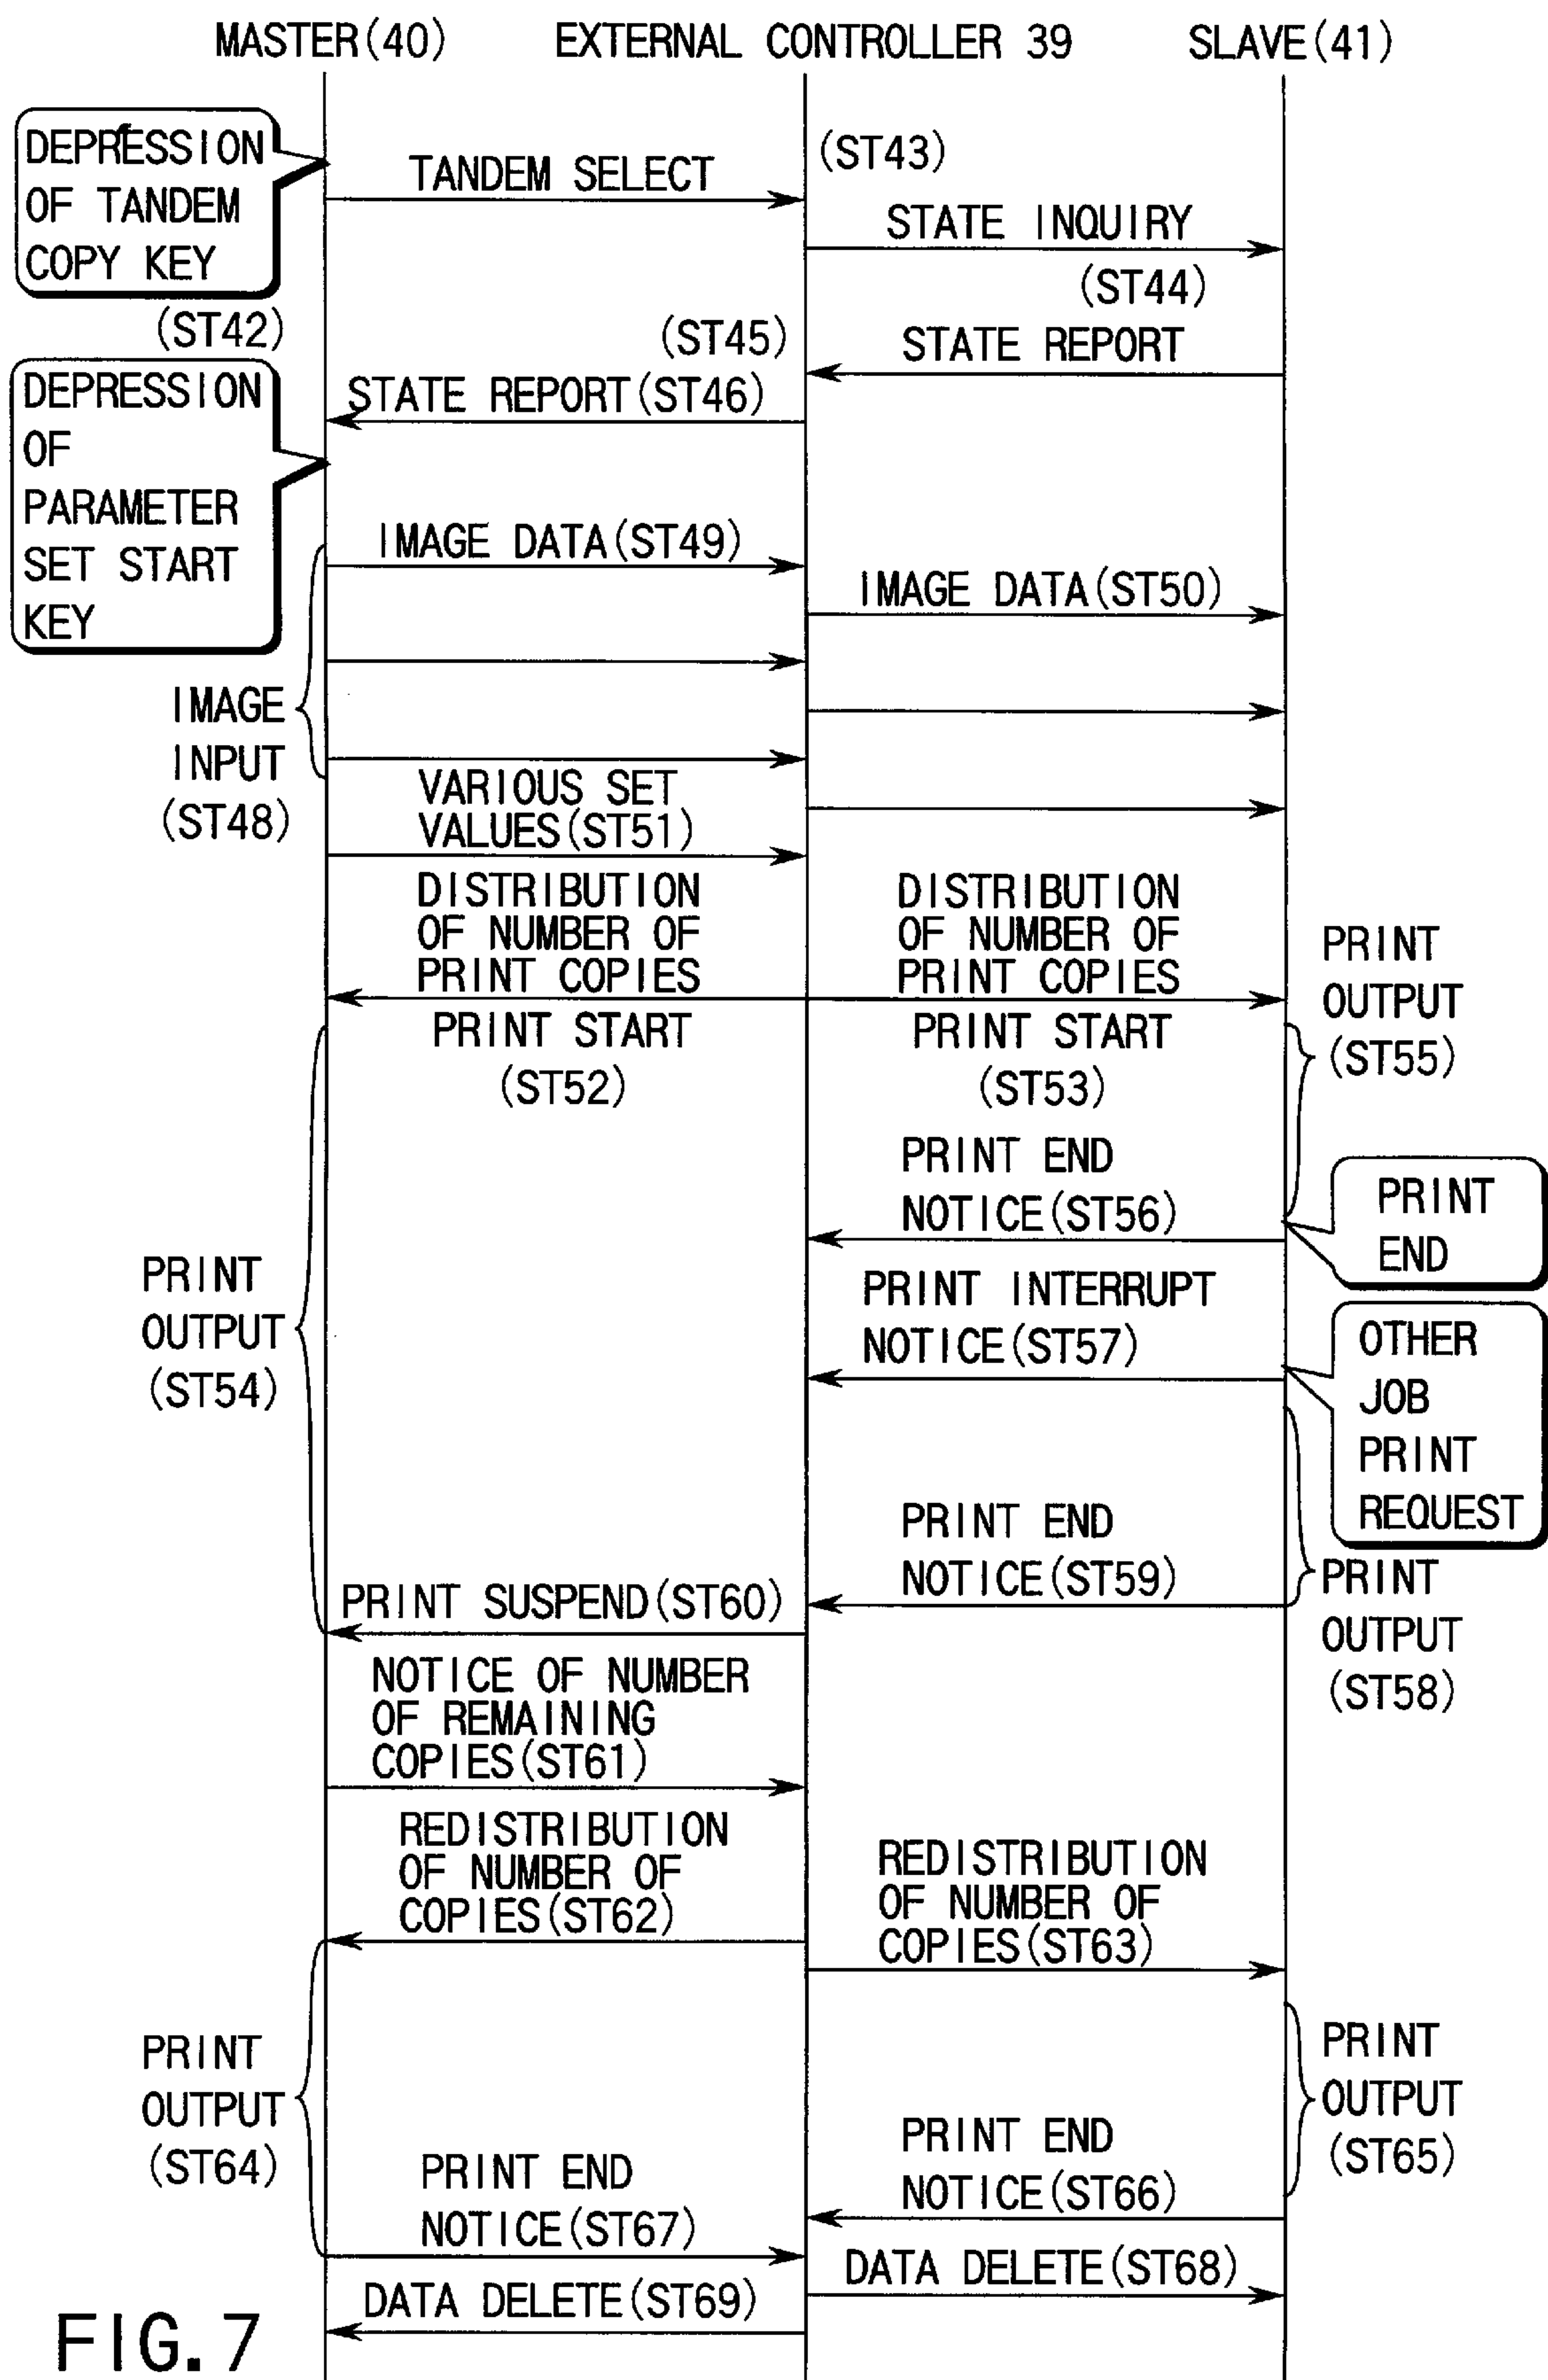 MASTER(40) EXTERNAL CONTROLLER 39 SLAVE(41)
DEPRESSION
OF TANDEM
COPY KEY
(ST42)
TANDEM SELECT
(ST43)
STATE INQUIRY
(ST44)
(ST45)
STATE REPORT
STATE REPORT(ST46)
DEPRESSION
OF
PARAMETER
SET START
KEY
IMAGE DATA(ST49)
IMAGE DATA(ST50)
IMAGE
INPUT
(ST48)
VARIOUS SET
VALUES(ST51)
DISTRIBUTION
OF NUMBER OF
PRINT COPIES
DISTRIBUTION
OF NUMBER OF
PRINT COPIES
PRINT START
(ST52)
PRINT START
(ST53)
PRINT
OUTPUT
(ST55)
PRINT END
NOTICE(ST56)
PRINT
END
PRINT INTERRUPT
NOTICE(ST57)
OTHER
JOB
PRINT
REQUEST
PRINT
OUTPUT
(ST54)
PRINT END
NOTICE(ST59)
PRINT
OUTPUT
(ST58)
PRINT SUSPEND(ST60)
NOTICE OF NUMBER
OF REMAINING
COPIES(ST61)
REDISTRIBUTION
OF NUMBER OF
COPIES(ST62)
REDISTRIBUTION
OF NUMBER OF
COPIES(ST63)
PRINT
OUTPUT
(ST64)
PRINT
OUTPUT
(ST65)
PRINT END
NOTICE(ST66)
PRINT END
NOTICE(ST67)
DATA DELETE(ST68)
DATA DELETE(ST69)
FIG.7